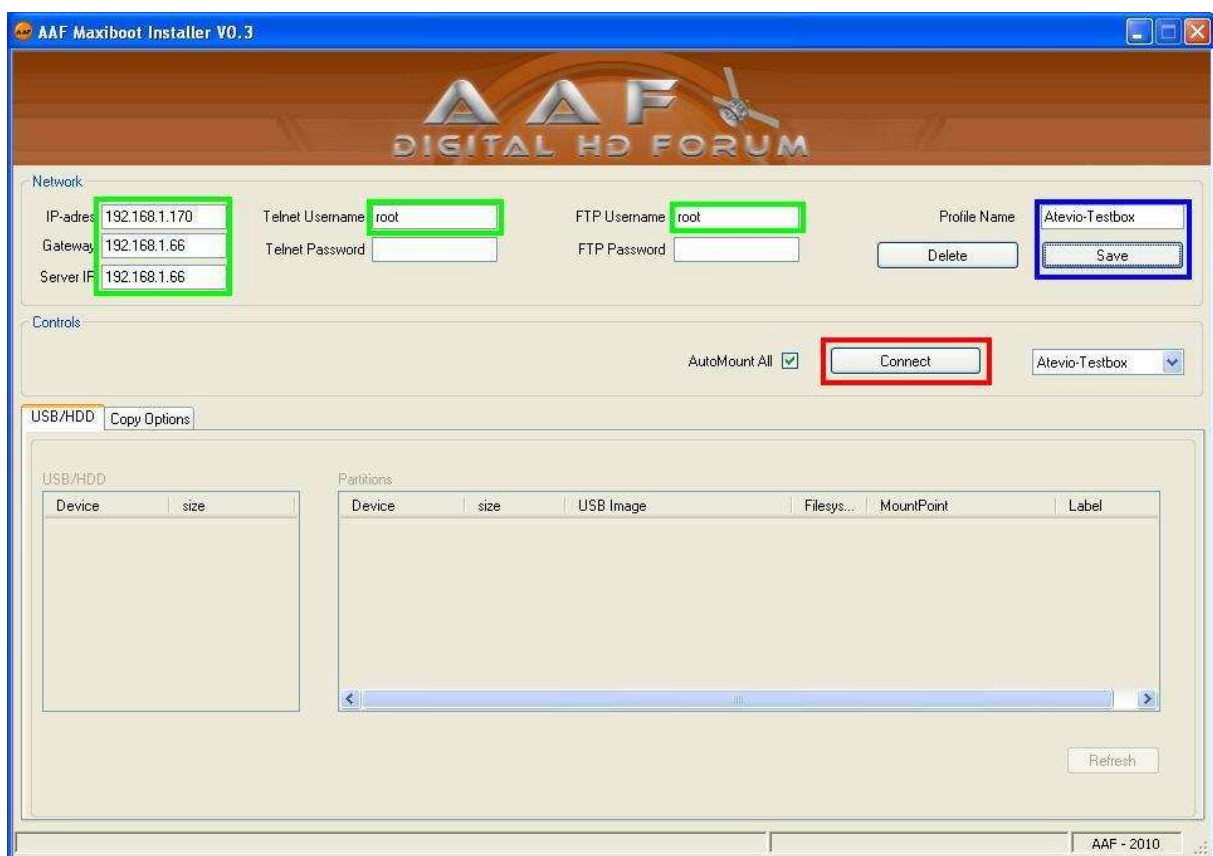 AAF Maxiboot Installer V0.3
AAF
DIGITAL HD FORUM
Network
IP-adres 192.168.1.170 Telnet Username root FTP Username root Profile Name Atevio-Testbox
Gateway 192.168.1.66 Telnet Password FTP Password Delete Save
Server IP 192.168.1.66
Controls
AutoMount All Connect Atevio-Testbox
USB/HDD Copy Options
USB/HDD Partitions
Device size Device size USB Image Filesys... MountPoint Label
Refresh
AAF - 2010